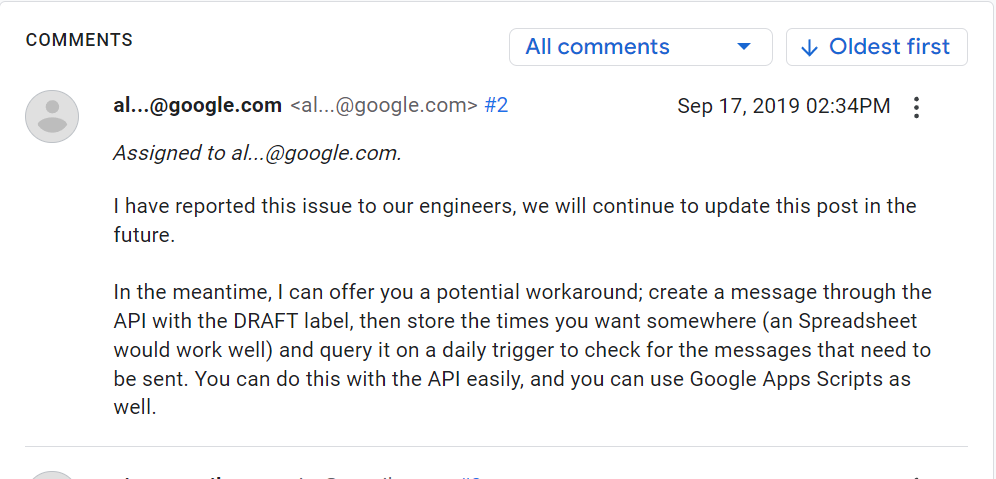 COMMENTS
All comments
Oldest first
al...@google.com <al...@google.com> #2
Sep 17, 2019 02:34PM
Assigned to al...@google.com.
I have reported this issue to our engineers, we will continue to update this post in the
future.
In the meantime, I can offer you a potential workaround; create a message through the
API with the DRAFT label, then store the times you want somewhere (an Spreadsheet
would work well) and query it on a daily trigger to check for the messages that need to
be sent. You can do this with the API easily, and you can use Google Apps Scripts as
well.